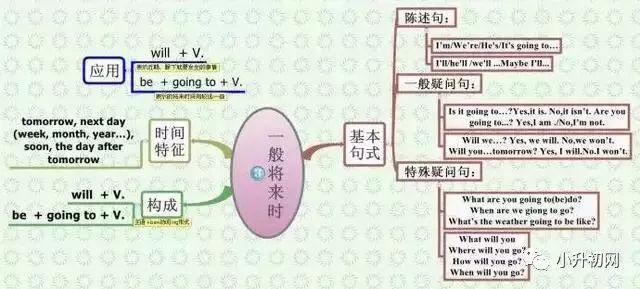 应用
will + V.
be + going to + V.
时间
特征
tomorrow, next day
(week, month, year…),
soon, the day after
tomorrow
构成
will + V.
be + going to + V.
一般将来时
③
基本
句式
陈述句:
I'm/We're/He's/It's going to…
I'll/he'll /we'll ...Maybe I'll...
一般疑问句:
Is it going to…?Yes,it is. No,it isn't. Are you
going to...? Yes,I am ./No,I'm not.
Will we…? Yes, we will. No,we won't.
Will you…tomorrow? Yes, I will.No.I won't.
特殊疑问句:
What are you going to(be)do?
When are we giong to go?
What's the weather going to be like?
What will you
Where will you go?
How will you go?
When will you go?
小升初网